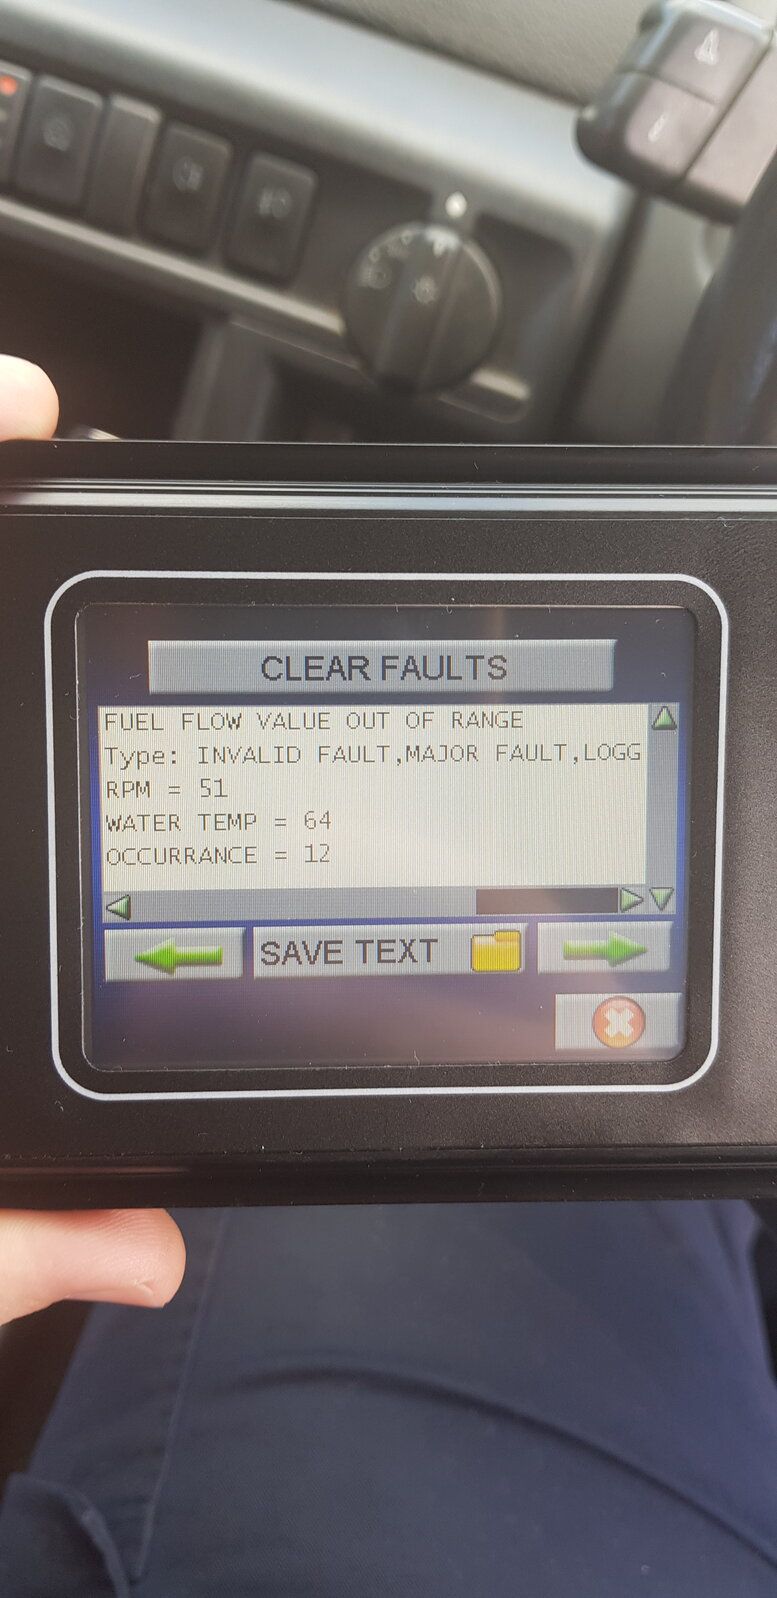 CLEAR FAULTS
FUEL FLOW VALUE OUT OF RANGE
Type: INVALID FAULT,MAJOR FAULT,LOGG
RPM = 51
WATER TEMP = 64
OCCURRANCE = 12
SAVE TEXT